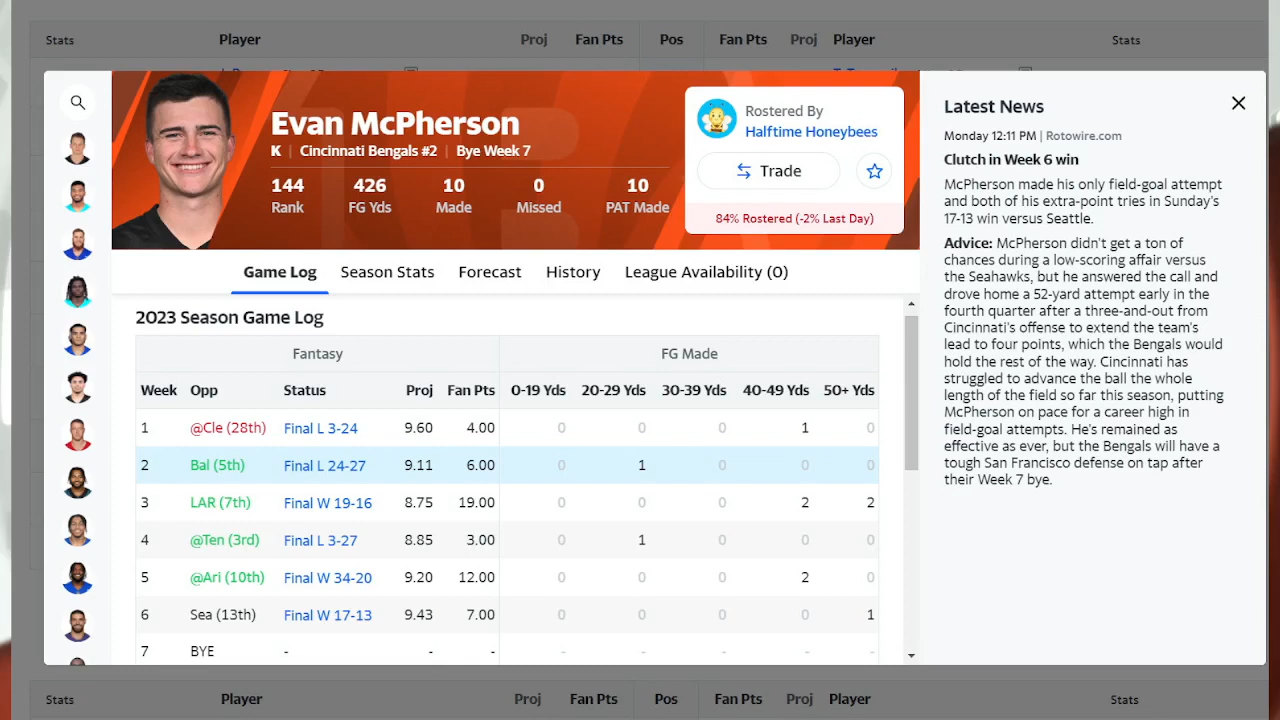 Stats Player Proj Fan Pts Pos Fan Pts Proj Player Stats
Evan McPherson
K | Cincinnati Bengals #2 | Bye Week 7
144 426 10 0 10
Rank FG Yds Made Missed PAT Made
Rostered By
Halftime Honeybees
Trade
84% Rostered (-2% Last Day)
Game Log Season Stats Forecast History League Availability (0)
2023 Season Game Log
Fantasy FG Made
Week Opp Status Proj Fan Pts 0-19 Yds 20-29 Yds 30-39 Yds 40-49 Yds 50+ Yds
1 @Cle (28th) Final L 3-24 9.60 4.00 0 0 0 1 0
2 Bal (5th) Final L 24-27 9.11 6.00 0 1 0 0 0
3 LAR (7th) Final W 19-16 8.75 19.00 0 0 0 2 2
4 @Ten (3rd) Final L 3-27 8.85 3.00 0 1 0 0 0
5 @Ari (10th) Final W 34-20 9.20 12.00 0 0 0 2 0
6 Sea (13th) Final W 17-13 9.43 7.00 0 0 0 0 1
7 BYE - - - - - - - -
Latest News
Monday 12:11 PM | Rotowire.com
Clutch in Week 6 win
McPherson made his only field-goal attempt
and both of his extra-point tries in Sunday's
17-13 win versus Seattle.
Advice: McPherson didn't get a ton of
chances during a low-scoring affair versus
the Seahawks, but he answered the call and
drove home a 52-yard attempt early in the
fourth quarter after a three-and-out from
Cincinnati's offense to extend the team's
lead to four points, which the Bengals would
hold the rest of the way. Cincinnati has
struggled to advance the ball the whole
length of the field so far this season, putting
McPherson on pace for a career high in
field-goal attempts. He's remained as
effective as ever, but the Bengals will have a
tough San Francisco defense on tap after
their Week 7 bye.
Stats Player Proj Fan Pts Pos Fan Pts Proj Player Stats